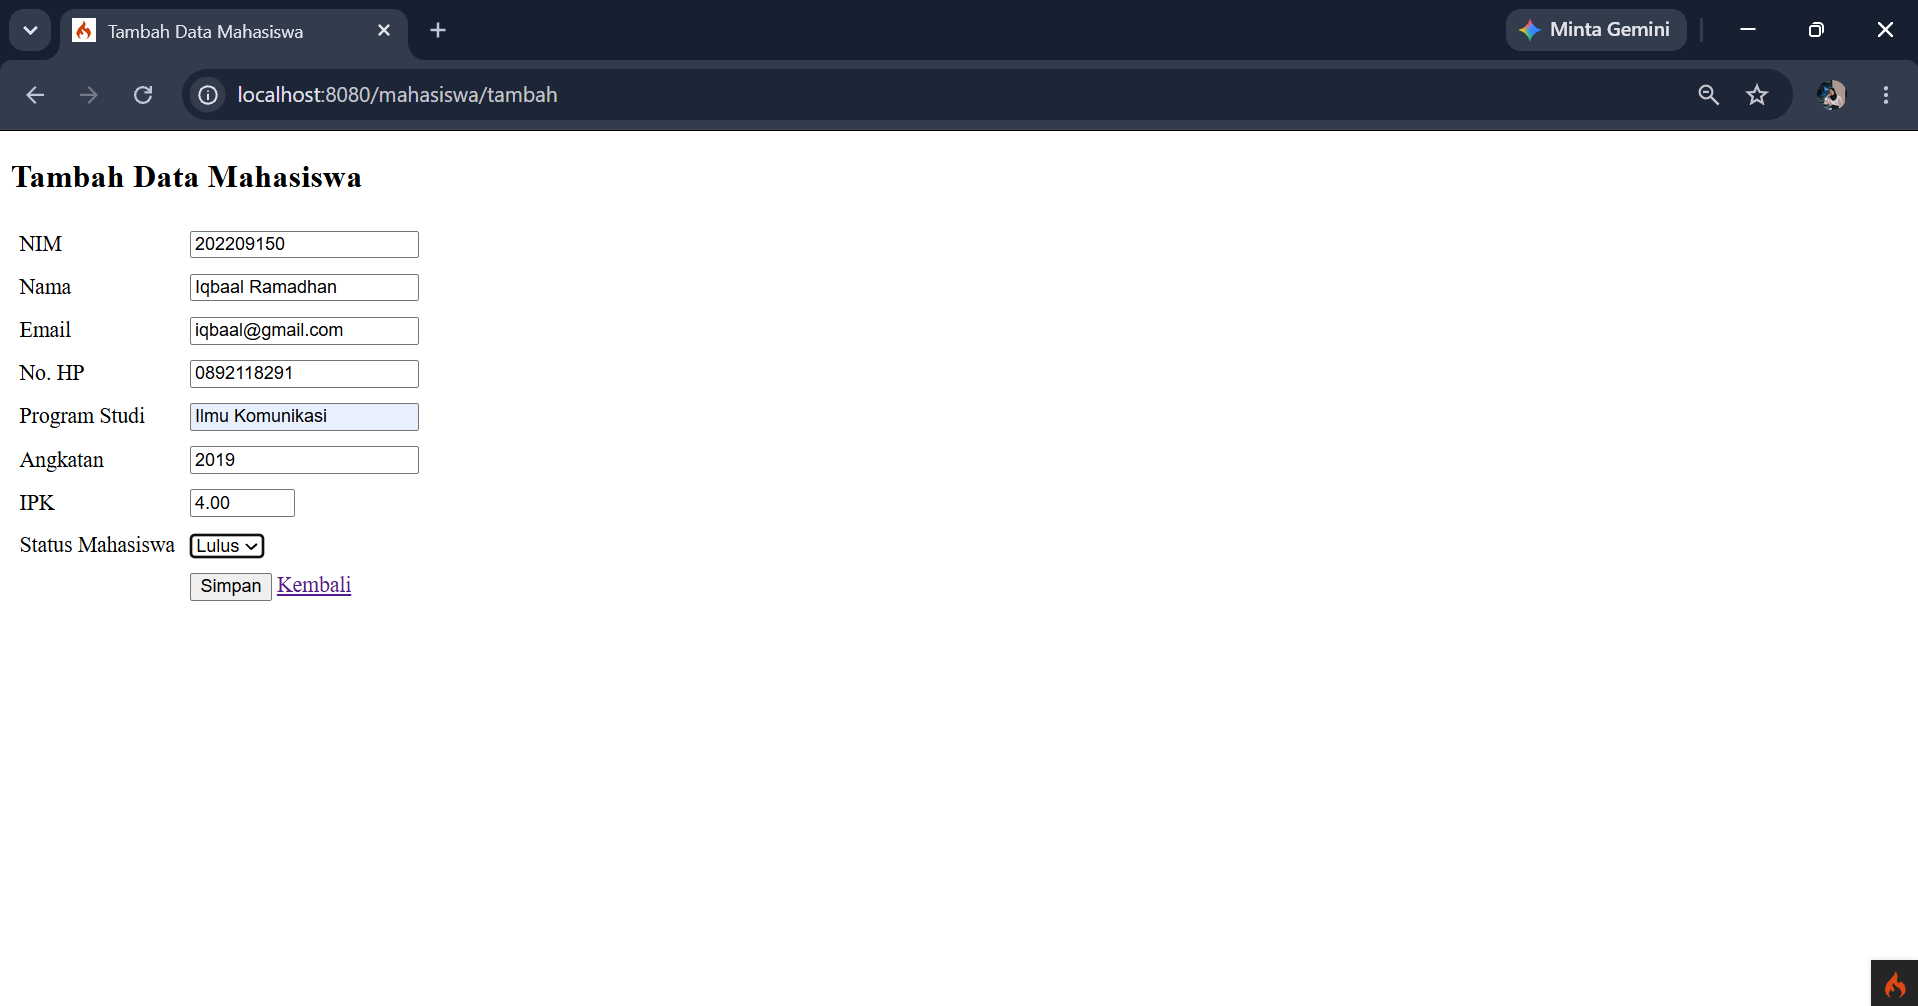 Tambah Data Mahasiswa
Minta Gemini
localhost:8080/mahasiswa/tambah
Tambah Data Mahasiswa
NIM 202209150
Nama Iqbaal Ramadhan
Email iqbaal@gmail.com
No. HP 0892118291
Program Studi Ilmu Komunikasi
Angkatan 2019
IPK 4.00
Status Mahasiswa Lulus
Simpan Kembali